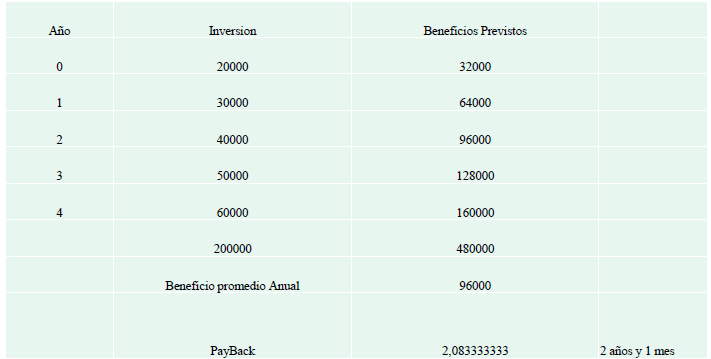 Año Inversion Beneficios Previstos
0 20000 32000
1 30000 64000
2 40000 96000
3 50000 128000
4 60000 160000
200000 480000
Beneficio promedio Anual 96000
PayBack 2,083333333 2 años y 1 mes